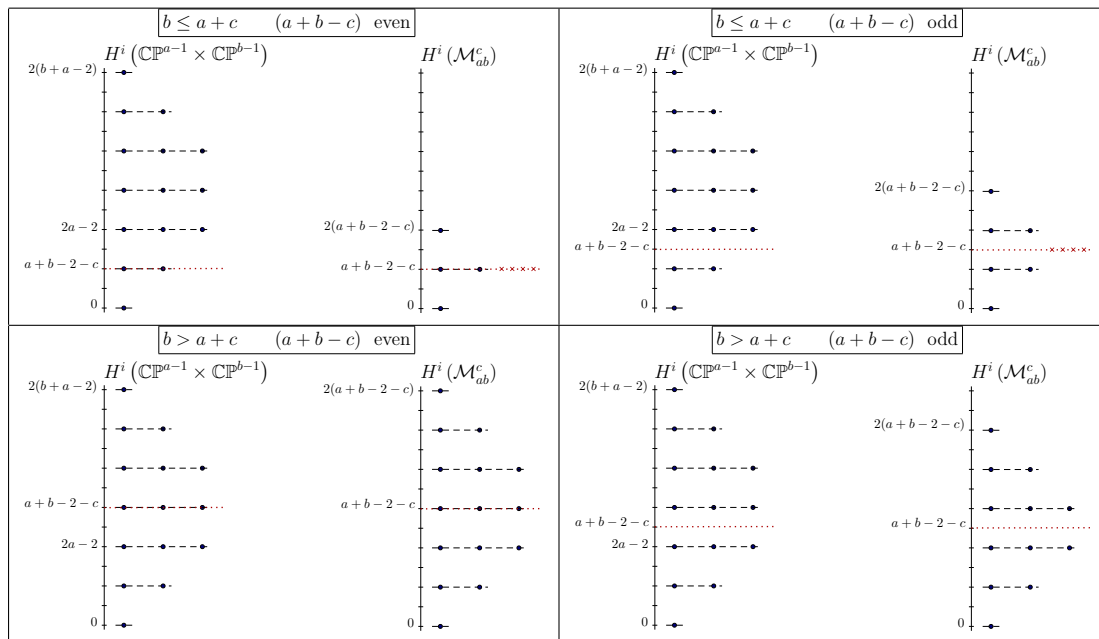 b ≤ a + c (a + b − c) even
H^i (ℂℙ^{a−1} × ℂℙ^{b−1}) H^i (ℳ^c_{ab})
2(b + a − 2)
2(a + b − 2 − c)
2a − 2
a + b − 2 − c a + b − 2 − c
0 0
b ≤ a + c (a + b − c) odd
H^i (ℂℙ^{a−1} × ℂℙ^{b−1}) H^i (ℳ^c_{ab})
2(b + a − 2)
2(a + b − 2 − c)
2a − 2
a + b − 2 − c a + b − 2 − c
0 0
b > a + c (a + b − c) even
H^i (ℂℙ^{a−1} × ℂℙ^{b−1}) H^i (ℳ^c_{ab})
2(b + a − 2) 2(a + b − 2 − c)
a + b − 2 − c a + b − 2 − c
2a − 2
0 0
b > a + c (a + b − c) odd
H^i (ℂℙ^{a−1} × ℂℙ^{b−1}) H^i (ℳ^c_{ab})
2(b + a − 2)
2(a + b − 2 − c)
a + b − 2 − c a + b − 2 − c
2a − 2
0 0